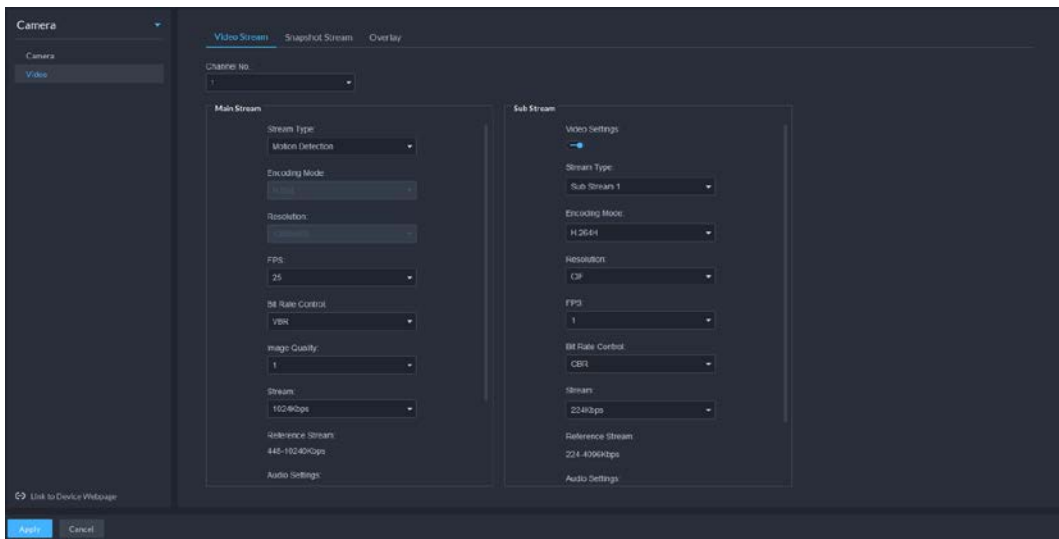 Camera
Camera
Video
Video Stream Snapshot Stream Overlay
Channel No.
1
Main Stream
Stream Type:
Motion Detection
Encoding Mode:
Resolution:
FPS:
25
Bit Rate Control:
VBR
Image Quality:
1
Stream:
1024Kbps
Reference Stream:
448-10240Kbps
Audio Settings:
Sub Stream
Video Settings
Stream Type:
Sub Stream 1
Encoding Mode:
H.264H
Resolution:
CIF
FPS:
1
Bit Rate Control:
CBR
Stream:
224Kbps
Reference Stream:
224-4096Kbps
Audio Settings:
Link to Device Webpage
Apply Cancel